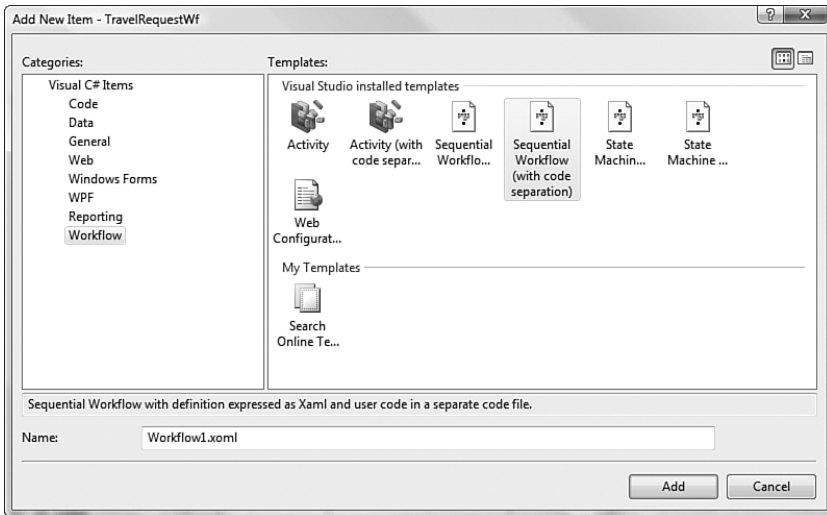 Add New Item - TravelRequestWf
Categories:
Visual C# Items
Code
Data
General
Web
Windows Forms
WPF
Reporting
Workflow
Templates:
Visual Studio installed templates
Activity
Activity (with
code separ...
Sequential
Workflo...
Sequential
Workflow
(with code
separation)
State
Machin...
State
Machine ...
Web
Configurat...
My Templates
Search
Online Te...
Sequential Workflow with definition expressed as Xaml and user code in a separate code file.
Name:
Workflow1.xoml
Add
Cancel